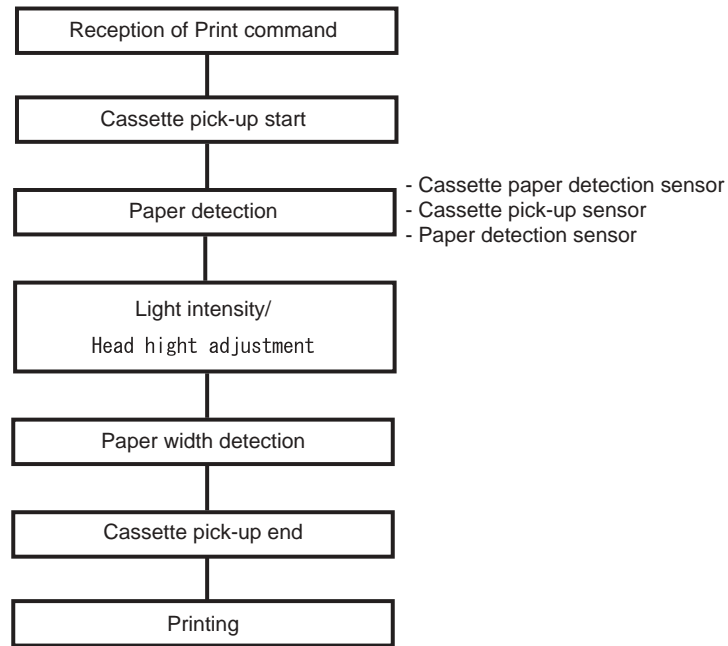 Reception of Print command
Cassette pick-up start
Paper detection
- Cassette paper detection sensor
- Cassette pick-up sensor
- Paper detection sensor
Light intensity/
Head hight adjustment
Paper width detection
Cassette pick-up end
Printing